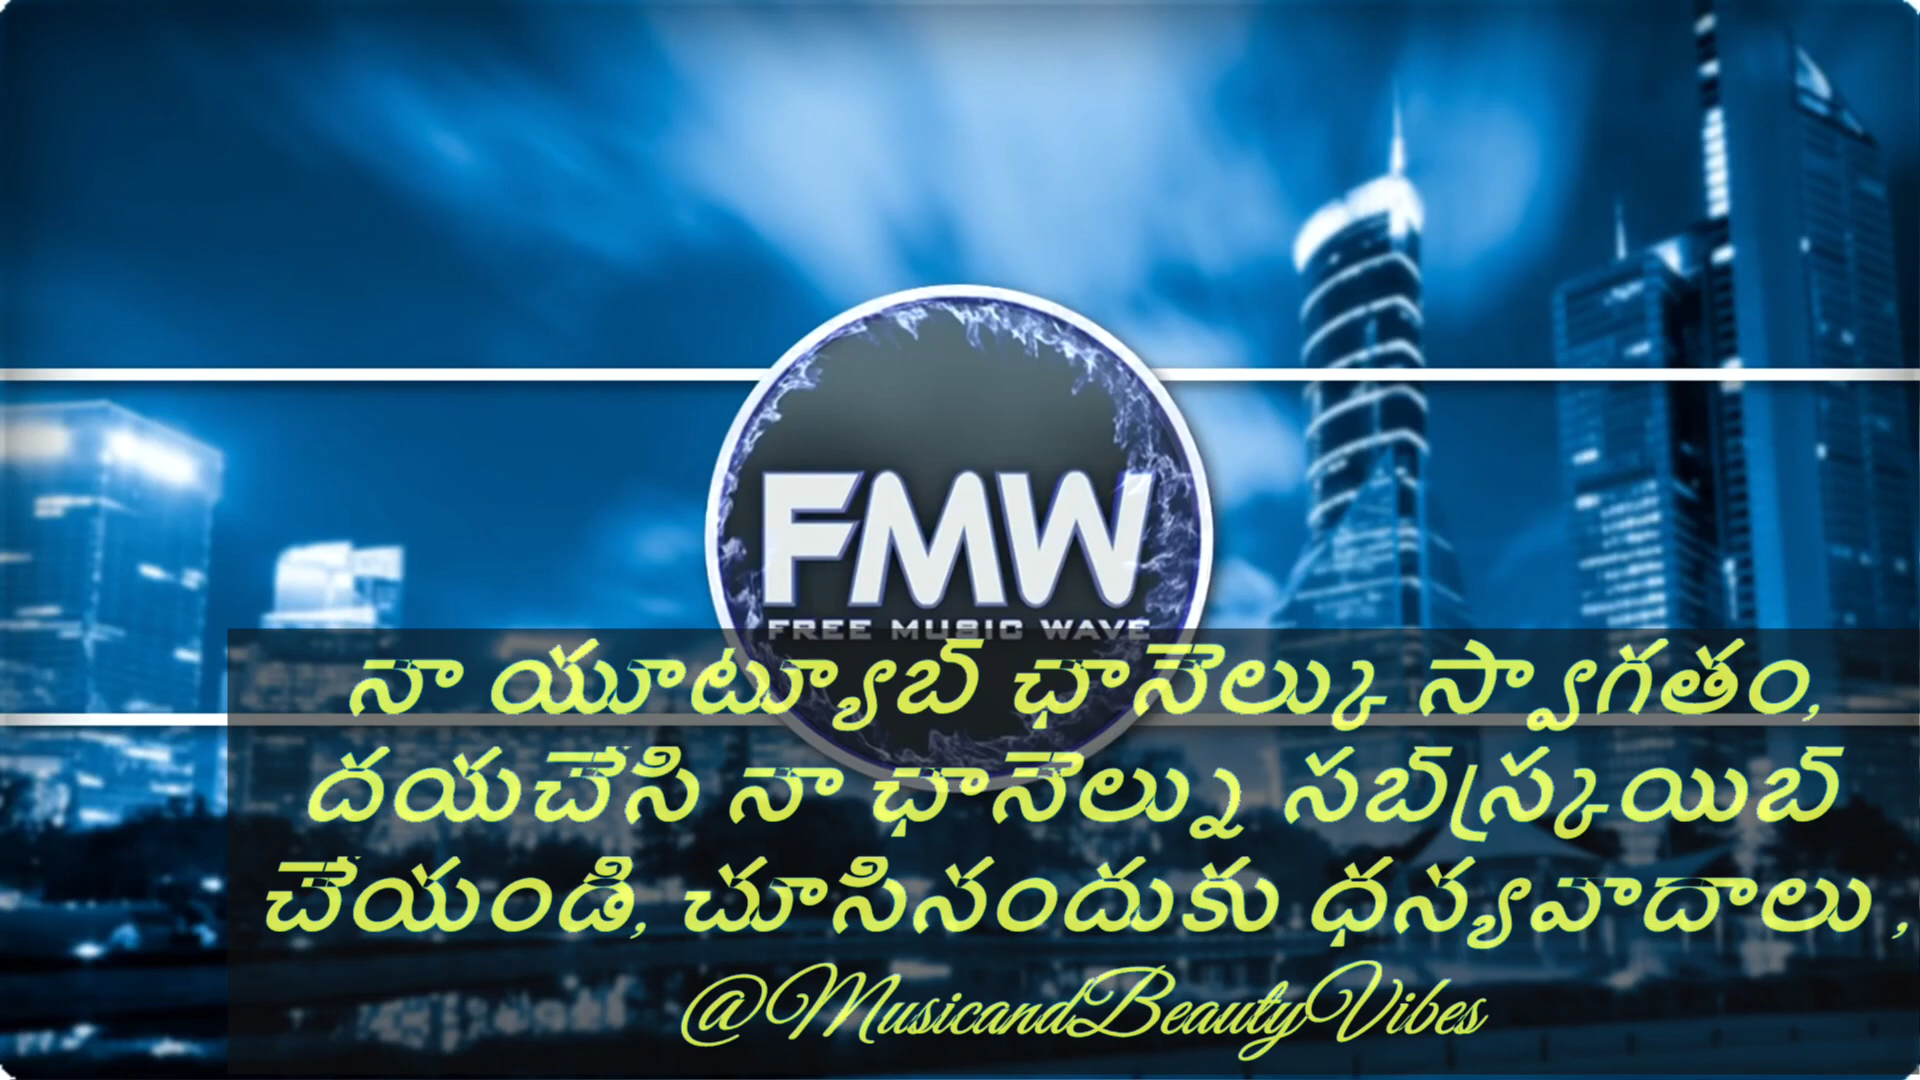 FMW
FREE MUSIC WAVE
నా యూట్యూబ్ ఛానెల్కు స్వాగతం,
దయచేసి నా ఛానెల్ను సబ్‌స్క్రయిబ్
చేయండి, చూసినందుకు ధన్యవాదాలు ,
@MusicandBeautyVibes